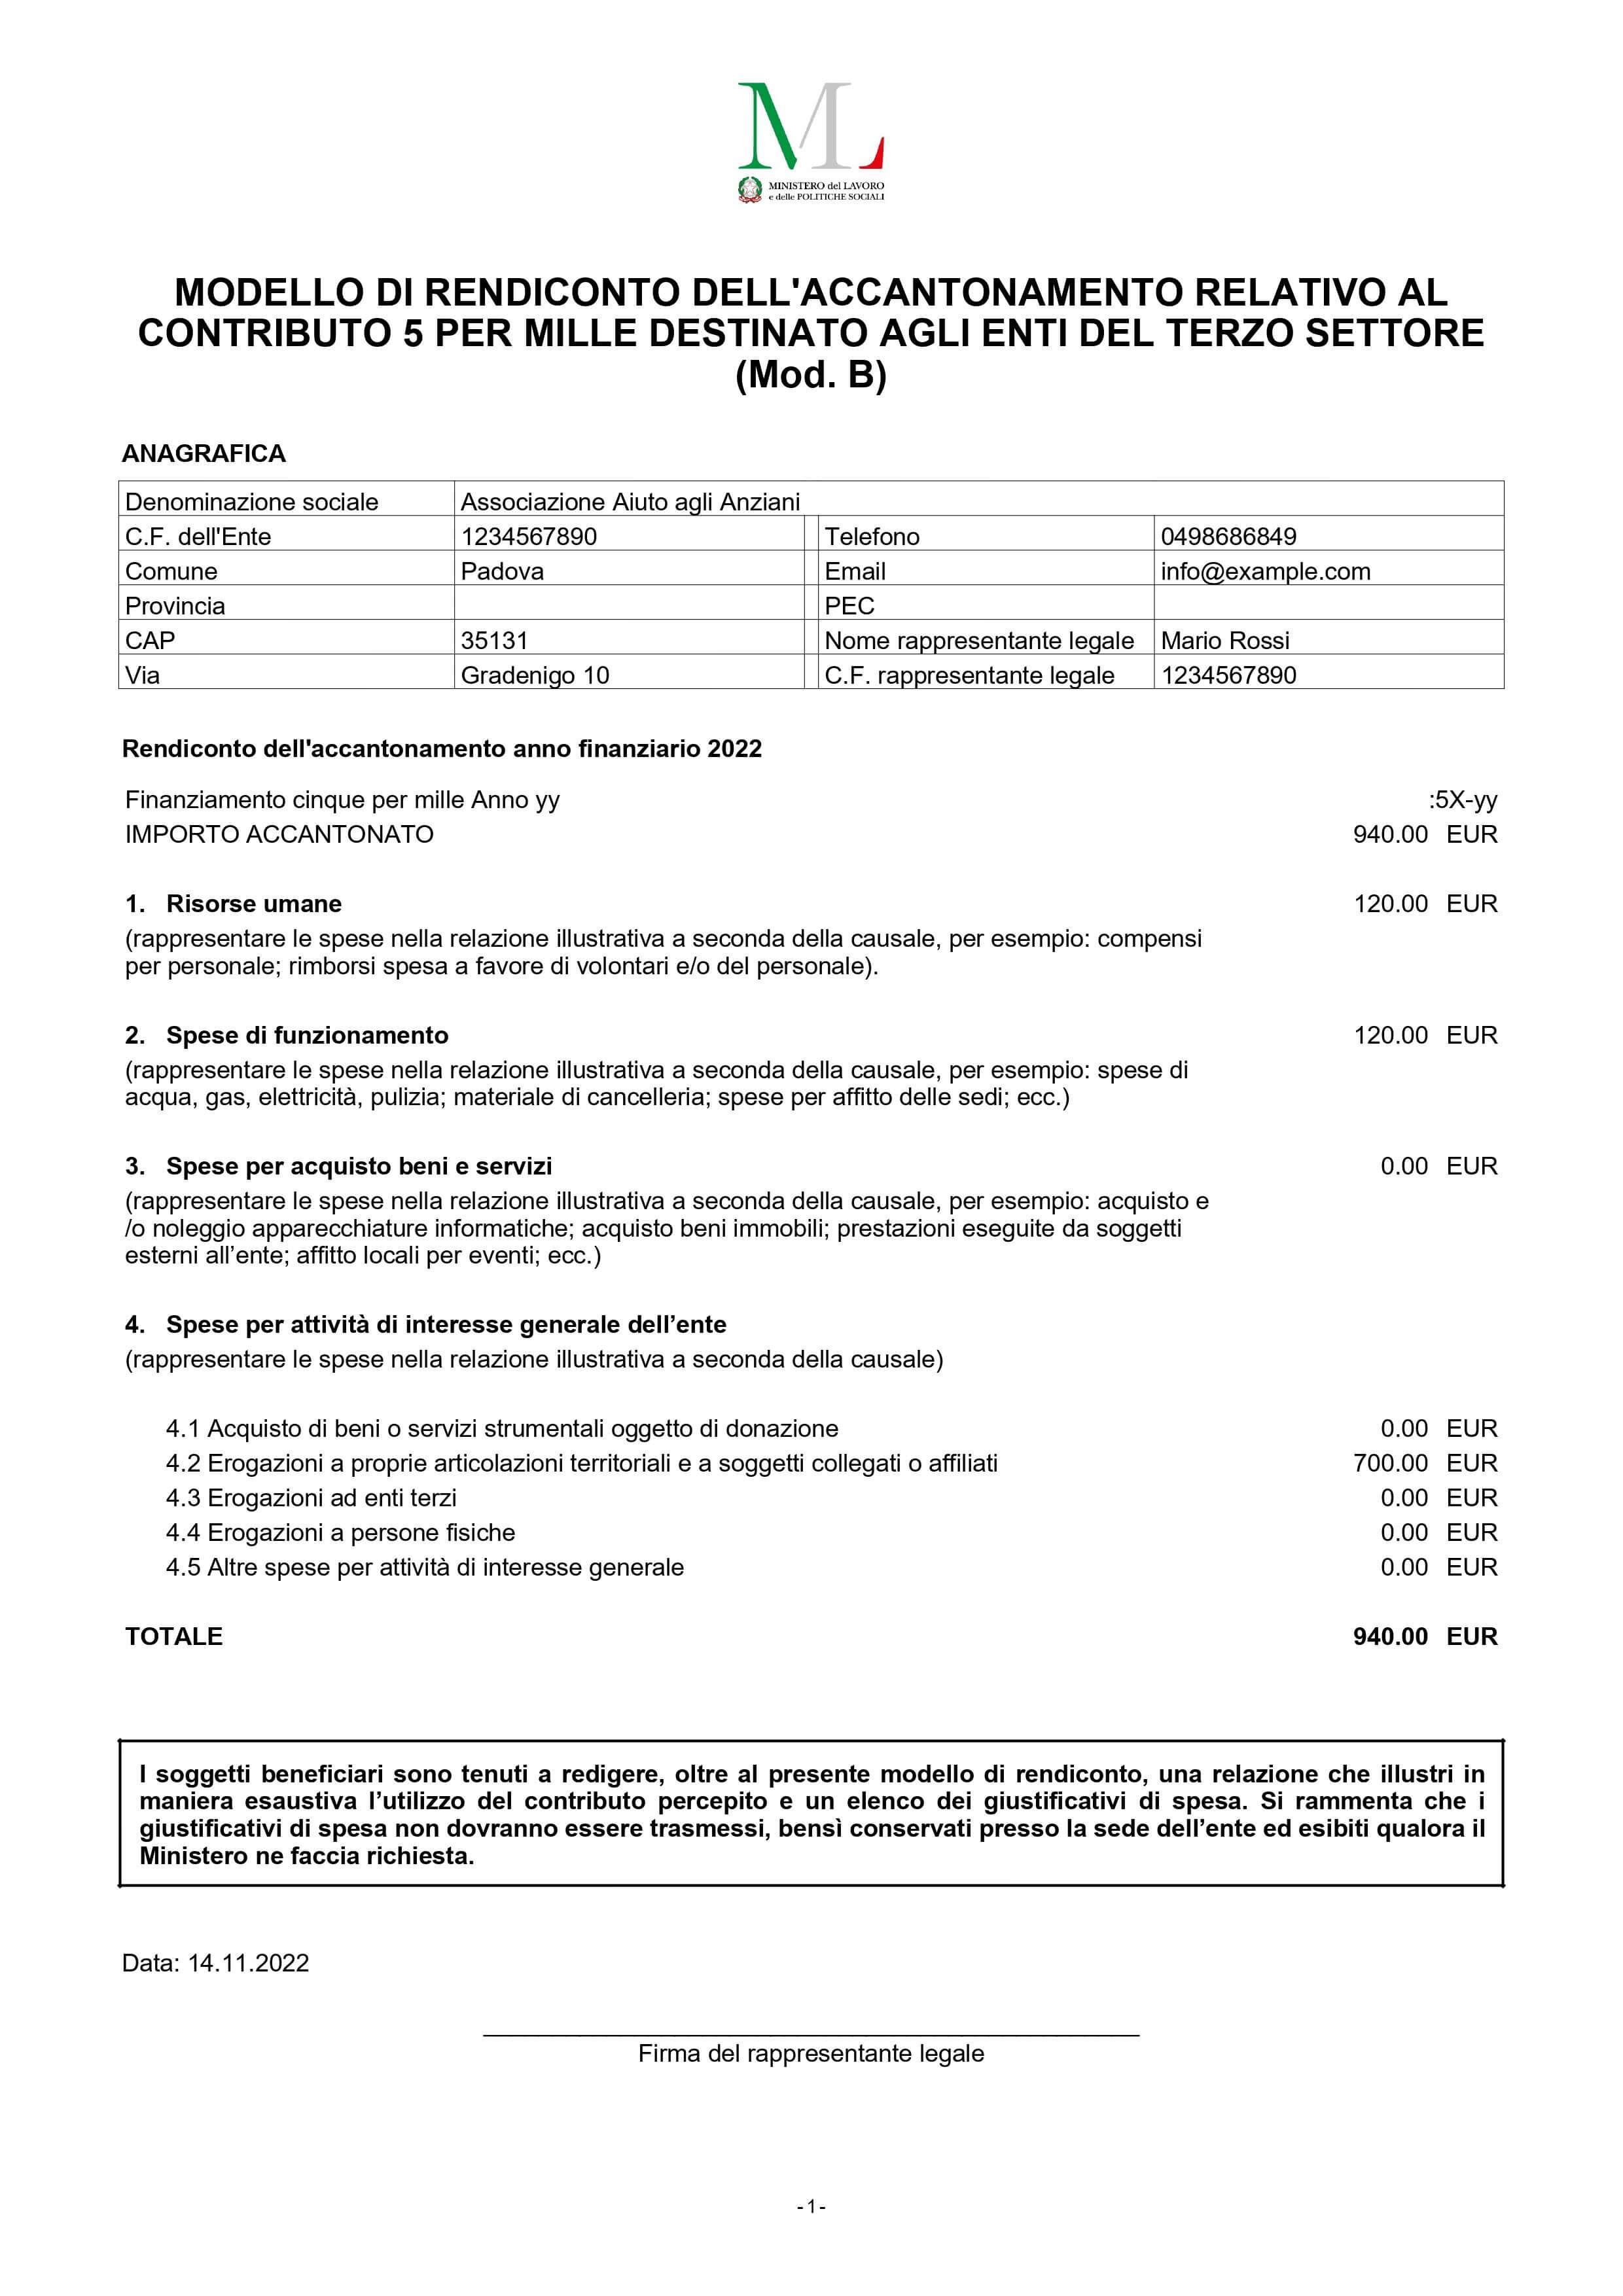 ML
MINISTERO del LAVORO
e delle POLITICHE SOCIALI
MODELLO DI RENDICONTO DELL'ACCANTONAMENTO RELATIVO AL
CONTRIBUTO 5 PER MILLE DESTINATO AGLI ENTI DEL TERZO SETTORE
(Mod. B)
ANAGRAFICA
Denominazione sociale Associazione Aiuto agli Anziani
C.F. dell'Ente 1234567890 Telefono 0498686849
Comune Padova Email info@example.com
Provincia PEC
CAP 35131 Nome rappresentante legale Mario Rossi
Via Gradenigo 10 C.F. rappresentante legale 1234567890
Rendiconto dell'accantonamento anno finanziario 2022
Finanziamento cinque per mille Anno yy :5X-yy
IMPORTO ACCANTONATO 940.00 EUR
1. Risorse umane 120.00 EUR
(rappresentare le spese nella relazione illustrativa a seconda della causale, per esempio: compensi
per personale; rimborsi spesa a favore di volontari e/o del personale).
2. Spese di funzionamento 120.00 EUR
(rappresentare le spese nella relazione illustrativa a seconda della causale, per esempio: spese di
acqua, gas, elettricità, pulizia; materiale di cancelleria; spese per affitto delle sedi; ecc.)
3. Spese per acquisto beni e servizi 0.00 EUR
(rappresentare le spese nella relazione illustrativa a seconda della causale, per esempio: acquisto e
/o noleggio apparecchiature informatiche; acquisto beni immobili; prestazioni eseguite da soggetti
esterni all’ente; affitto locali per eventi; ecc.)
4. Spese per attività di interesse generale dell’ente
(rappresentare le spese nella relazione illustrativa a seconda della causale)
4.1 Acquisto di beni o servizi strumentali oggetto di donazione 0.00 EUR
4.2 Erogazioni a proprie articolazioni territoriali e a soggetti collegati o affiliati 700.00 EUR
4.3 Erogazioni ad enti terzi 0.00 EUR
4.4 Erogazioni a persone fisiche 0.00 EUR
4.5 Altre spese per attività di interesse generale 0.00 EUR
TOTALE 940.00 EUR
I soggetti beneficiari sono tenuti a redigere, oltre al presente modello di rendiconto, una relazione che illustri in
maniera esaustiva l’utilizzo del contributo percepito e un elenco dei giustificativi di spesa. Si rammenta che i
giustificativi di spesa non dovranno essere trasmessi, bensì conservati presso la sede dell’ente ed esibiti qualora il
Ministero ne faccia richiesta.
Data: 14.11.2022
Firma del rappresentante legale
- 1 -